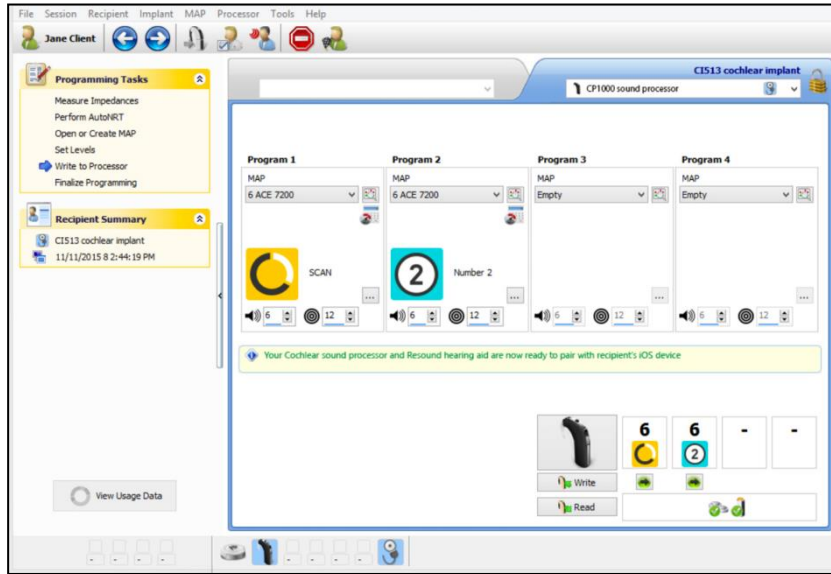 File Session Recipient Implant MAP Processor Tools Help
Jane Client
Programming Tasks
Measure Impedances
Perform AutoNRT
Open or Create MAP
Set Levels
Write to Processor
Finalize Programming
Recipient Summary
CI513 cochlear implant
11/11/2015 8 2:44:19 PM
View Usage Data
CI513 cochlear implant
CP1000 sound processor
Program 1 Program 2 Program 3 Program 4
MAP MAP MAP MAP
6 ACE 7200 6 ACE 7200 Empty Empty
SCAN 2 Number 2
... ... ... ...
6 12 6 12 6 12 6 12
Your Cochlear sound processor and Resound hearing aid are now ready to pair with recipient's iOS device
6 6 - -
2
Write
Read
- - - - - - - -